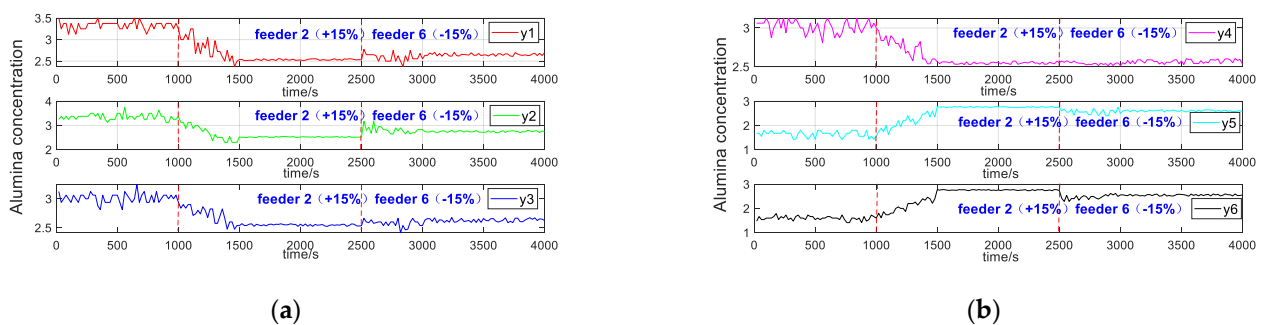 3.5
3
2.5
feeder 2（+15%）feeder 6（-15%）
y1
0 500 1000 1500 2000 2500 3000 3500 4000
time/s
4
3
2
feeder 2（+15%）feeder 6（-15%）
y2
0 500 1000 1500 2000 2500 3000 3500 4000
time/s
3
2.5
feeder 2（+15%）feeder 6（-15%）
y3
0 500 1000 1500 2000 2500 3000 3500 4000
time/s
Alumina concentration
(a)
3
2.5
feeder 2（+15%）feeder 6（-15%）
y4
0 500 1000 1500 2000 2500 3000 3500 4000
time/s
3
2
1
feeder 2（+15%）feeder 6（-15%）
y5
0 500 1000 1500 2000 2500 3000 3500 4000
time/s
3
2
1
feeder 2（+15%）feeder 6（-15%）
y6
0 500 1000 1500 2000 2500 3000 3500 4000
time/s
Alumina concentration
(b)